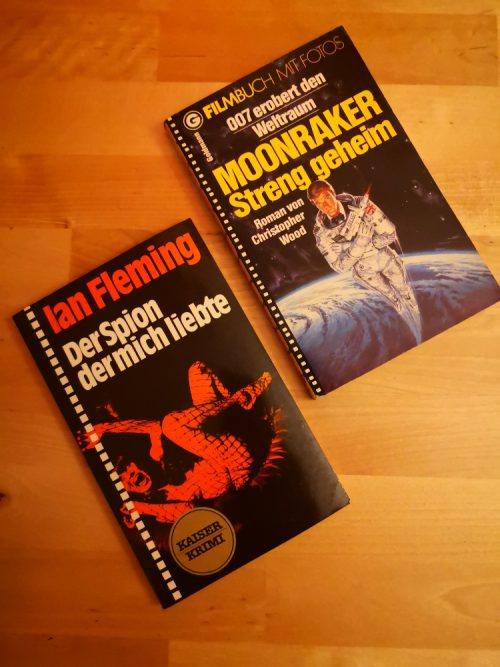 FILMBUCH MIT FOTOS
G
Goldmann
007 erobert den
Weltraum
MOONRAKER
Streng geheim
Roman von
Christopher
Wood
Ian Fleming
Der Spion
der mich liebte
KAISER
KRIMI